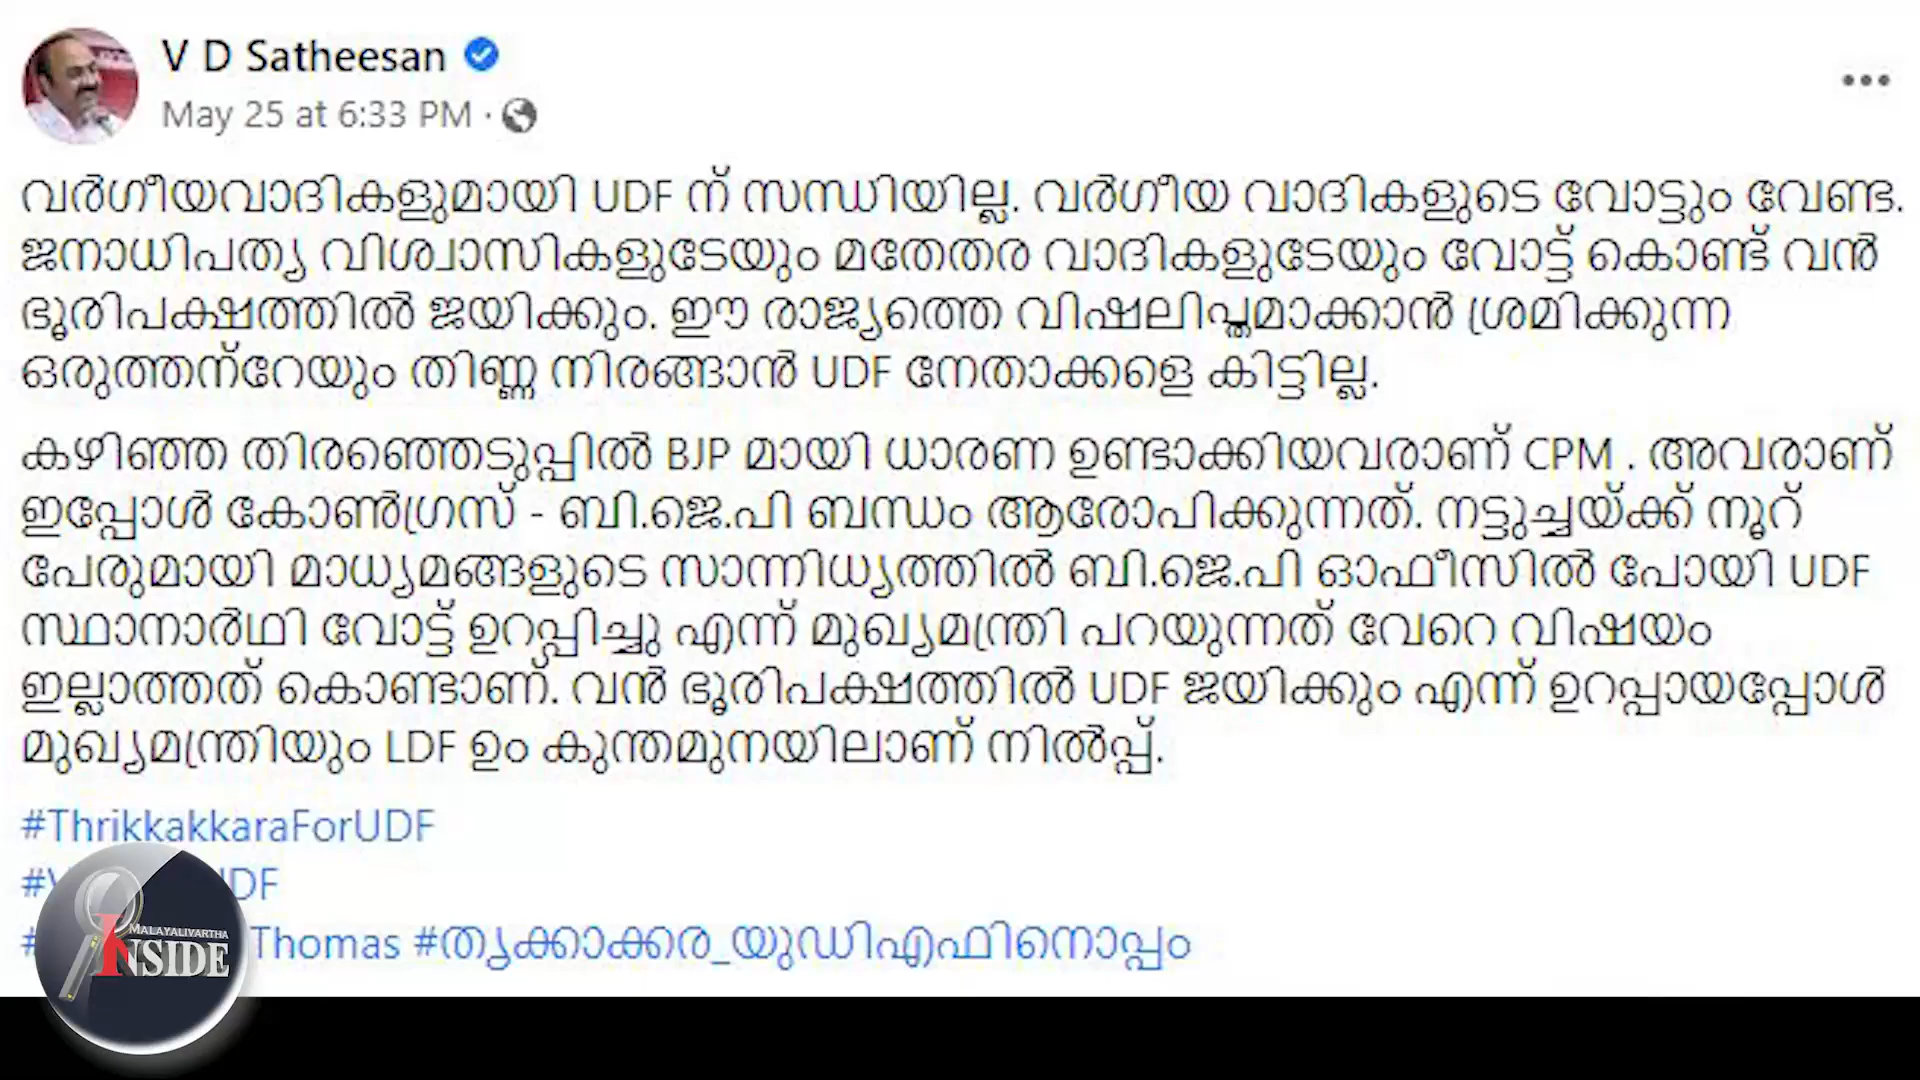 V D Satheesan
May 25 at 6:33 PM ·
വർഗീയവാദികളുമായി UDF ന് സന്ധിയില്ല. വർഗീയ വാദികളുടെ വോട്ടും വേണ്ട.
ജനാധിപത്യ വിശ്വാസികളുടേയും മതേതര വാദികളുടേയും വോട്ട് കൊണ്ട് വൻ
ഭൂരിപക്ഷത്തിൽ ജയിക്കും. ഈ രാജ്യത്തെ വിഷലിപ്തമാക്കാൻ ശ്രമിക്കുന്ന
ഒരുത്തന്റേയും തിണ്ണ നിരങ്ങാൻ UDF നേതാക്കളെ കിട്ടില്ല.
കഴിഞ്ഞ തിരഞ്ഞെടുപ്പിൽ BJP മായി ധാരണ ഉണ്ടാക്കിയവരാണ് CPM . അവരാണ്
ഇപ്പോൾ കോൺഗ്രസ് - ബി.ജെ.പി ബന്ധം ആരോപിക്കുന്നത്. നട്ടുച്ചയ്ക്ക് നൂറ്
പേരുമായി മാധ്യമങ്ങളുടെ സാന്നിധ്യത്തിൽ ബി.ജെ.പി ഓഫീസിൽ പോയി UDF
സ്ഥാനാർഥി വോട്ട് ഉറപ്പിച്ചു എന്ന് മുഖ്യമന്ത്രി പറയുന്നത് വേറെ വിഷയം
ഇല്ലാത്തത് കൊണ്ടാണ്. വൻ ഭൂരിപക്ഷത്തിൽ UDF ജയിക്കും എന്ന് ഉറപ്പായപ്പോൾ
മുഖ്യമന്ത്രിയും LDF ഉം കുന്തമുനയിലാണ് നിൽപ്പ്.
#ThrikkakkaraForUDF
Thomas #തൃക്കാക്കര_യുഡിഎഫിനൊപ്പം
MALAYALIVARTHA
INSIDE